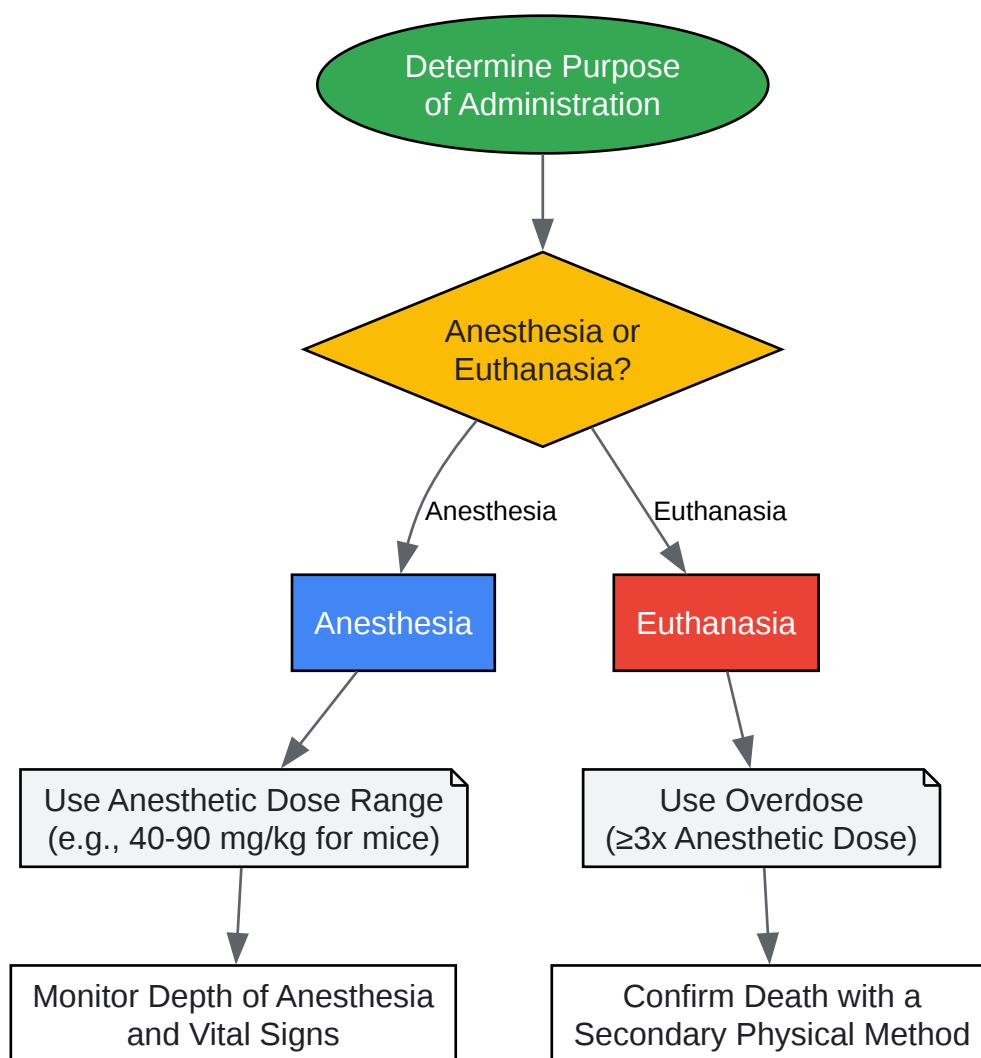 Determine Purpose
of Administration
Anesthesia or
Euthanasia?
Anesthesia
Euthanasia
Anesthesia
Euthanasia
Use Anesthetic Dose Range
(e.g., 40-90 mg/kg for mice)
Use Overdose
(≥3x Anesthetic Dose)
Monitor Depth of Anesthesia
and Vital Signs
Confirm Death with a
Secondary Physical Method